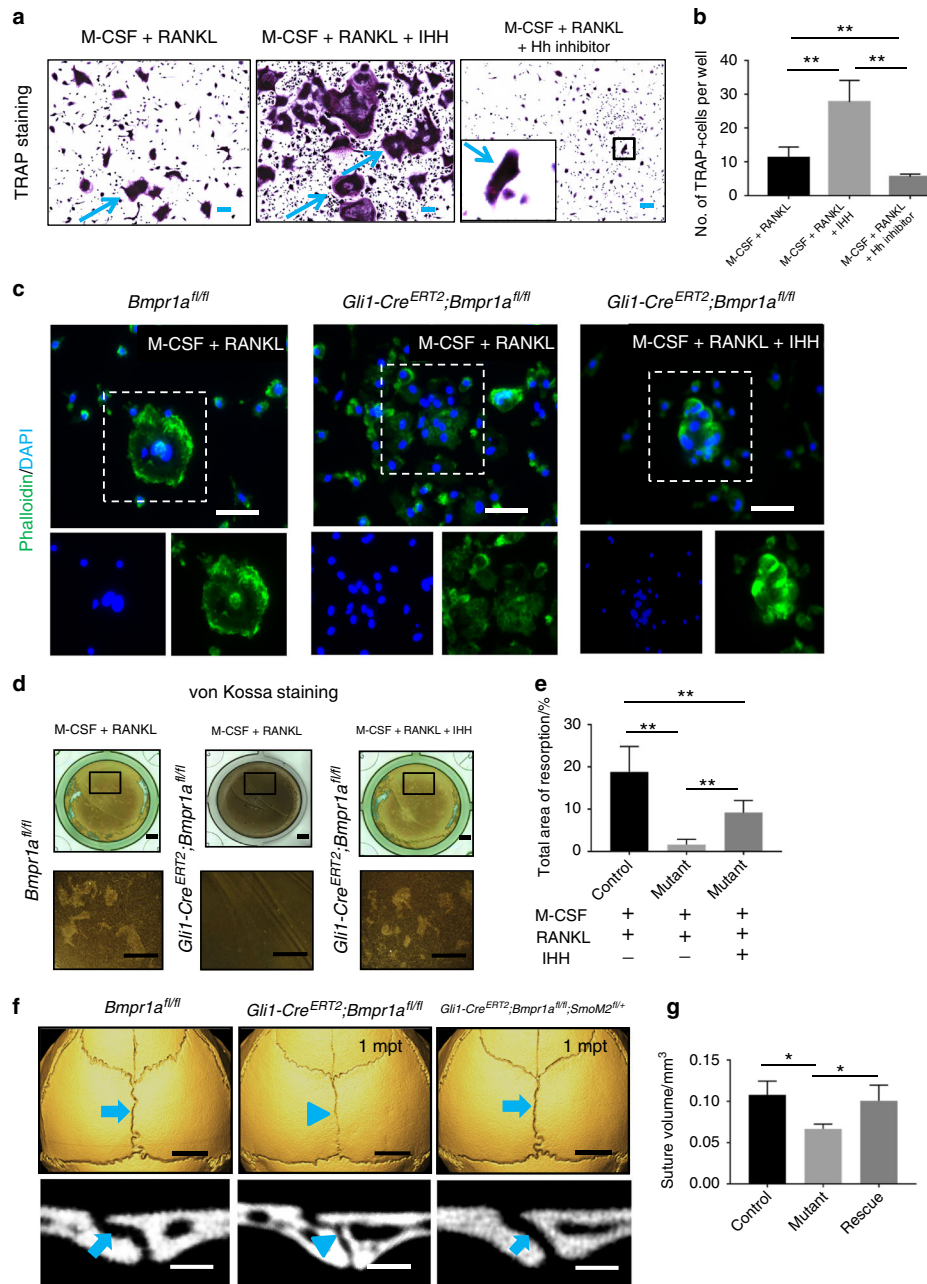 a
M-CSF + RANKL
M-CSF + RANKL + IHH
M-CSF + RANKL
+ Hh inhibitor
TRAP staining
b
No. of TRAP+cells per well
40
30
20
10
0
**
**
**
M-CSF + RANKL
M-CSF + RANKL
+ IHH
M-CSF + RANKL
+ Hh inhibitor
c
Bmpr1a^fl/fl
Gli1-Cre^ERT2;Bmpr1a^fl/fl
Gli1-Cre^ERT2;Bmpr1a^fl/fl
M-CSF + RANKL
M-CSF + RANKL
M-CSF + RANKL + IHH
Phalloidin/DAPI
d
von Kossa staining
M-CSF + RANKL
M-CSF + RANKL
M-CSF + RANKL + IHH
Bmpr1a^fl/fl
Gli1-Cre^ERT2;Bmpr1a^fl/fl
Gli1-Cre^ERT2;Bmpr1a^fl/fl
e
Total area of resorption/%
30
20
10
0
**
**
**
Control
Mutant
Mutant
M-CSF + + +
RANKL + + +
IHH – – +
f
Bmpr1a^fl/fl
Gli1-Cre^ERT2;Bmpr1a^fl/fl
Gli1-Cre^ERT2;Bmpr1a^fl/fl;SmoM2^fl/+
1 mpt
1 mpt
g
Suture volume/mm³
0.15
0.10
0.05
0.00
*
*
Control
Mutant
Rescue